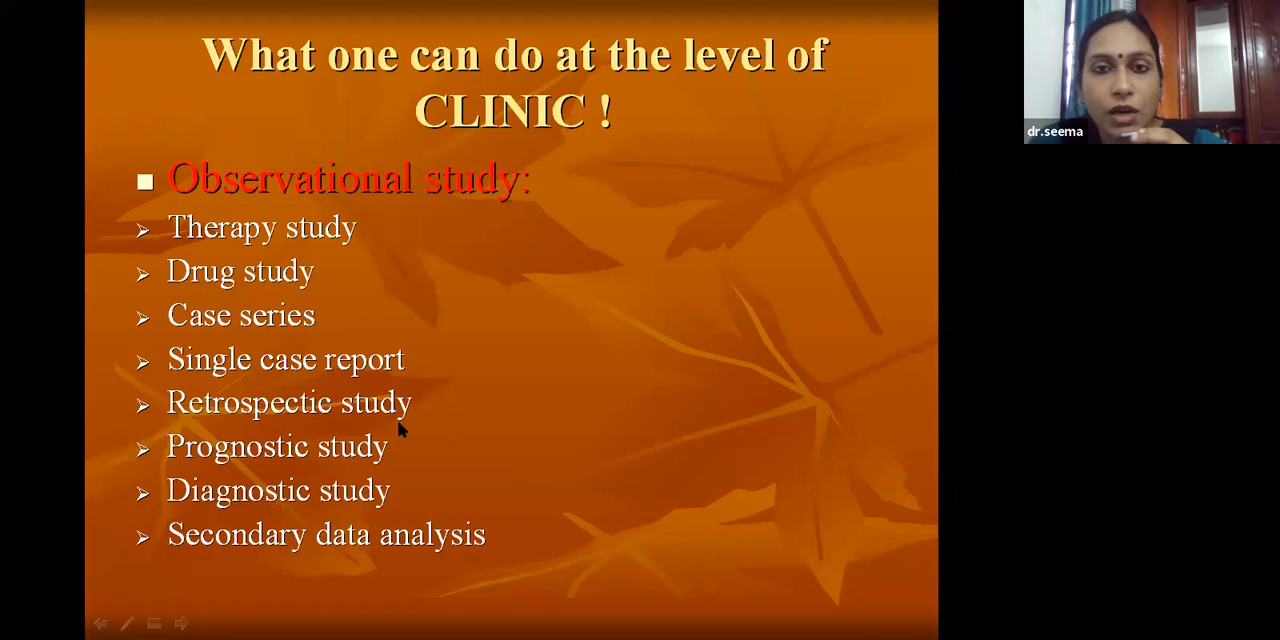 What one can do at the level of
CLINIC !
Observational study:
Therapy study
Drug study
Case series
Single case report
Retrospectic study
Prognostic study
Diagnostic study
Secondary data analysis
dr.seema